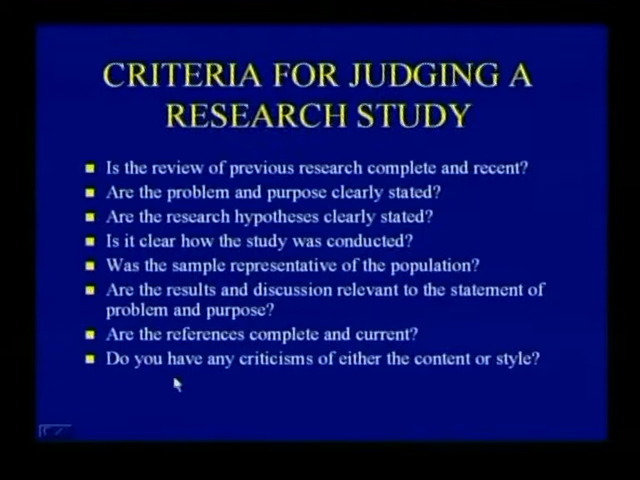 CRITERIA FOR JUDGING A
RESEARCH STUDY
Is the review of previous research complete and recent?
Are the problem and purpose clearly stated?
Are the research hypotheses clearly stated?
Is it clear how the study was conducted?
Was the sample representative of the population?
Are the results and discussion relevant to the statement of
problem and purpose?
Are the references complete and current?
Do you have any criticisms of either the content or style?